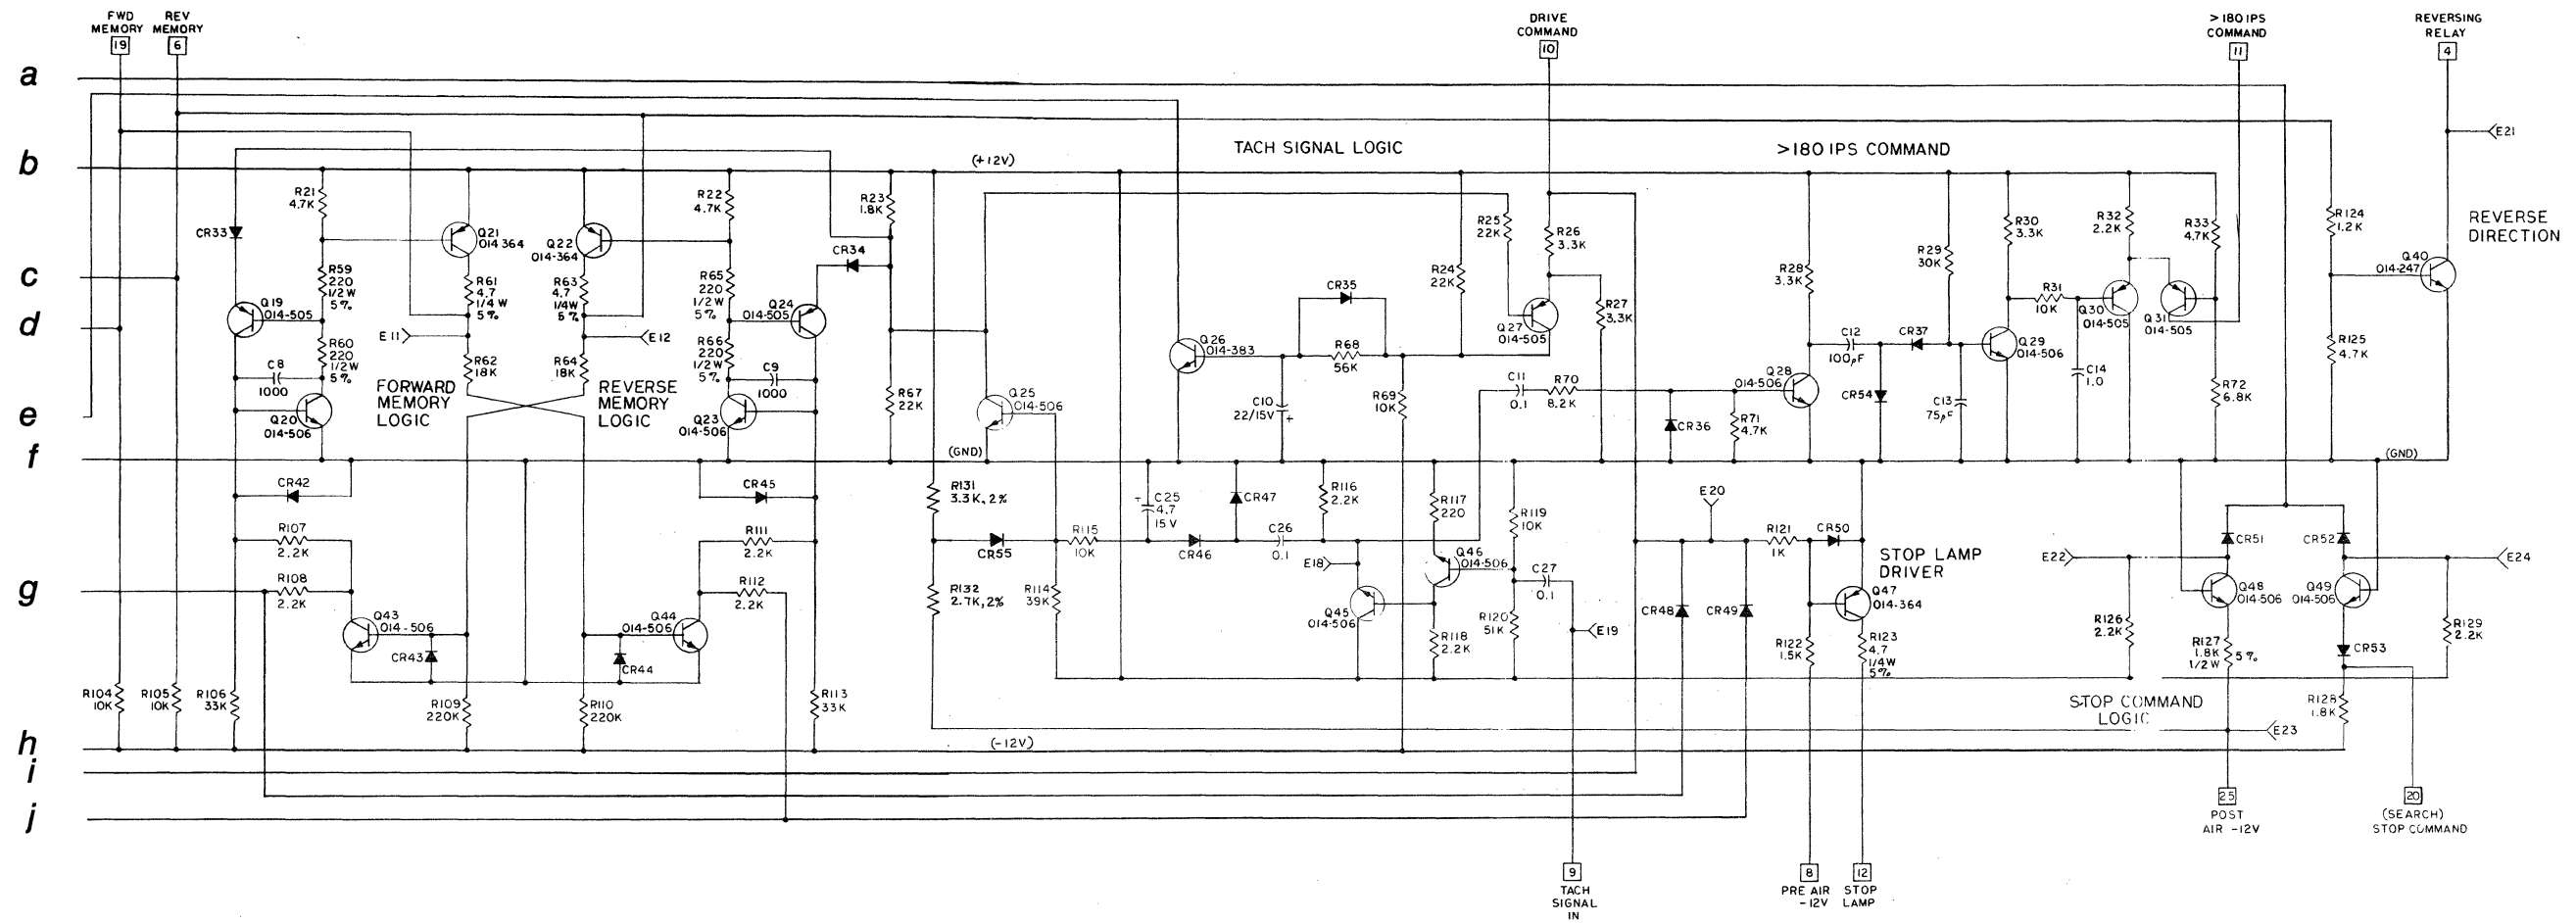 FWD
MEMORY
19
REV
MEMORY
6
DRIVE
COMMAND
10
>180 IPS
COMMAND
11
REVERSING
RELAY
4
a
b
c
d
e
f
g
h
i
j
(+12V)
TACH SIGNAL LOGIC
>180 IPS COMMAND
E21
REVERSE
DIRECTION
R21
4.7K
CR33
Q21
014 364
Q22
014-364
R22
4.7K
R23
1.8K
CR34
R59
220
1/2W
5%
R61
4.7
1/4 W
5%
R63
4.7
1/4W
5%
R65
220
1/2W
5%
Q19
014-505
Q24
014-505
E11
E12
R60
220
1/2W
5%
R62
18K
R64
18K
R66
220
1/2W
5%
C8
1000
C9
1000
FORWARD
MEMORY
LOGIC
REVERSE
MEMORY
LOGIC
Q20
014-506
Q23
014-506
R67
22K
Q25
014-506
(GND)
Q26
014-383
CR35
R68
56K
C10
22/15V
+
R69
10K
R24
22K
R25
22K
R26
3.3K
Q27
014-505
R27
3.3K
C11
0.1
R70
8.2K
CR36
R71
4.7K
R28
3.3K
Q28
014-506
C12
100pF
CR37
CR54
C13
75pF
R29
30K
R30
3.3K
Q29
014-506
R31
10K
C14
1.0
R32
2.2K
Q30
014-505
Q31
014-505
R33
4.7K
R72
6.8K
R124
1.2K
R125
4.7K
Q40
014-247
(GND)
CR42
CR45
R107
2.2K
R108
2.2K
R111
2.2K
R112
2.2K
Q43
014-506
Q44
014-506
CR43
CR44
R104
10K
R105
10K
R106
33K
R109
220K
R110
220K
R113
33K
R131
3.3K, 2%
CR55
R132
2.7K, 2%
R114
39K
R115
10K
+
C25
4.7
15 V
CR46
CR47
C26
0.1
R116
2.2K
E18
Q45
014-506
R117
220
Q46
014-506
R118
2.2K
R119
10K
R120
51K
C27
0.1
E19
E20
CR48
CR49
R121
1K
CR50
STOP LAMP
DRIVER
Q47
014-364
R122
1.5K
R123
4.7
1/4W
5%
E22
CR51
CR52
E24
Q48
014-506
Q49
014-506
R126
2.2K
R127
1.8K
1/2W
5%
CR53
R129
2.2K
R128
1.8K
STOP COMMAND
LOGIC
E23
(-12V)
25
POST
AIR -12V
20
(SEARCH)
STOP COMMAND
9
TACH
SIGNAL
IN
8
PRE AIR
-12V
12
STOP
LAMP